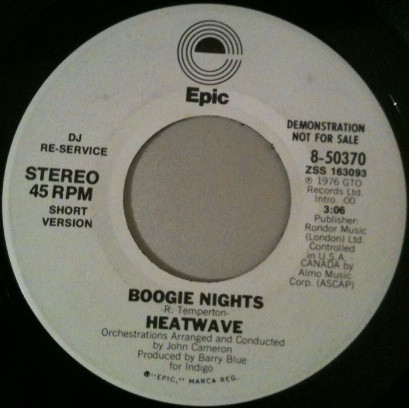 Epic
DJ
RE-SERVICE
STEREO
45 RPM
SHORT
VERSION
DEMONSTRATION
NOT FOR SALE
8-50370
ZSS 163093
℗ 1976 GTO
Records Ltd.
Intro. :00
3:06
Publisher:
Rondor Music
(London) Ltd.
Controlled
in U.S.A.,
CANADA by
Almo Music
Corp. (ASCAP)
BOOGIE NIGHTS
-R. Temperton-
HEATWAVE
Orchestrations Arranged and Conducted
by John Cameron
Produced by Barry Blue
for Indigo
®"EPIC," MARCA REG.